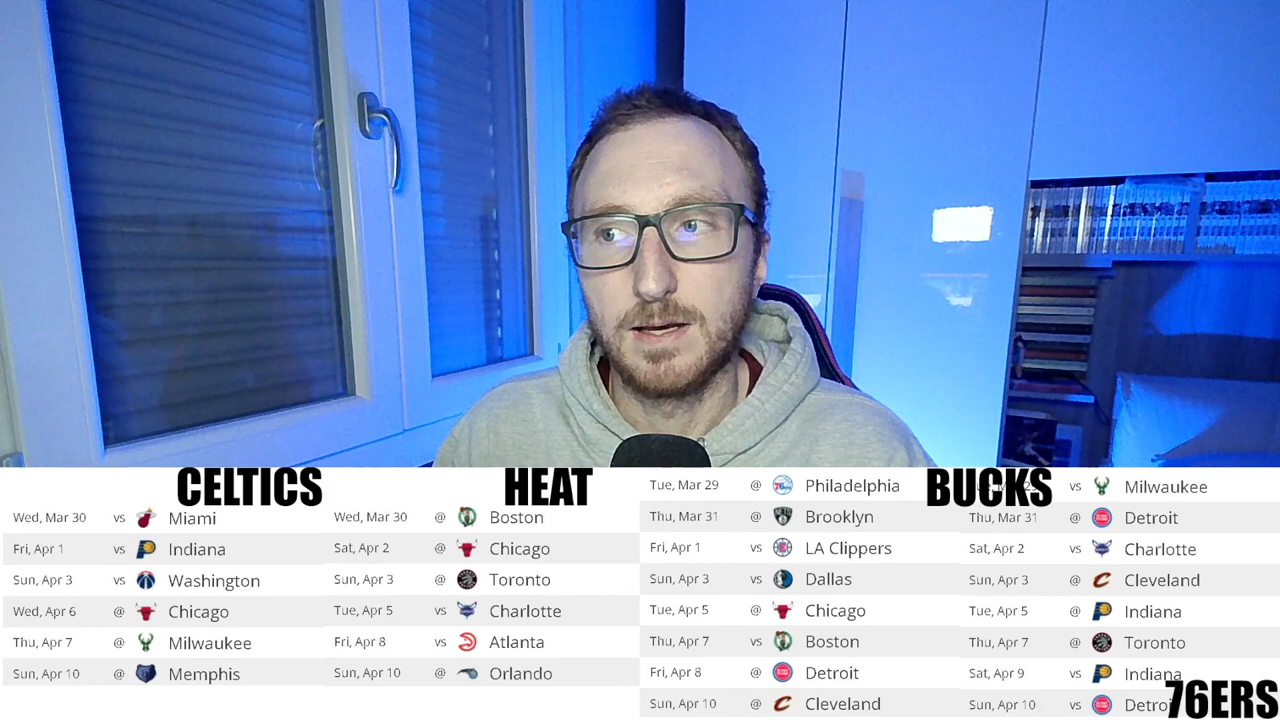 CELTICS
Wed, Mar 30 vs Miami
Fri, Apr 1 vs Indiana
Sun, Apr 3 vs Washington
Wed, Apr 6 @ Chicago
Thu, Apr 7 @ Milwaukee
Sun, Apr 1 @ Memphis
HEAT
Wed, Mar 30 @ Boston
Sat, Apr 2 @ Chicago
Sun, Apr 3 @ Toronto
Tue, Apr 5 vs Charlotte
Fri, Apr 8 vs Atlanta
Sun, Apr 1 @ Orlando
BUCKS
Tue, Mar 29 @ Philadelphia
Thu, Mar 31 @ Brooklyn
Fri, Apr 1 vs LA Clippers
Sun, Apr 3 vs Dallas
Tue, Apr 5 @ Chicago
Thu, Apr 7 vs Boston
Fri, Apr 8 @ Detroit
Sun, Apr 10 @ Cleveland
vs Milwaukee
Thu, Mar 31 @ Detroit
Sat, Apr 2 vs Charlotte
Sun, Apr 3 @ Cleveland
Tue, Apr 5 @ Indiana
Thu, Apr 7 @ Toronto
Sat, Apr 9 vs Indiana
Sun, Apr 10 vs Detro
76ERS